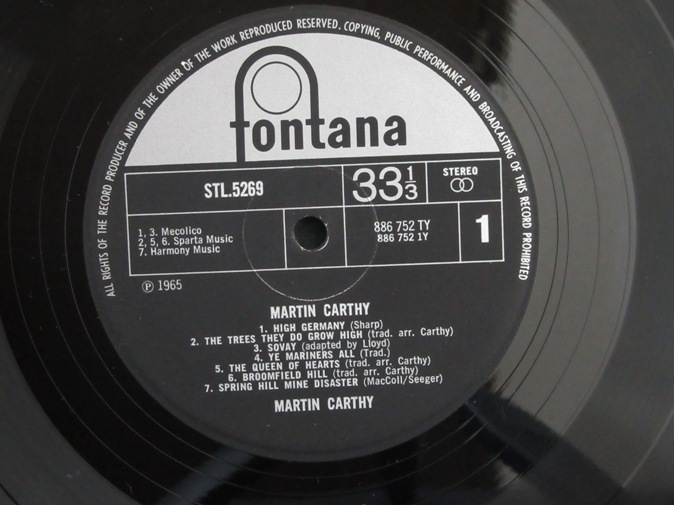 ALL RIGHTS OF THE RECORD PRODUCER AND OF THE OWNER OF THE WORK REPRODUCED RESERVED. COPYING, PUBLIC PERFORMANCE AND BROADCASTING OF THIS RECORD PROHIBITED
fontana
STL.5269
33 1/3
STEREO
1, 3. Mecolico
2, 5, 6. Sparta Music
7. Harmony Music
886 752 TY
886 752 1Y
1
Ⓟ 1965
MARTIN CARTHY
1. HIGH GERMANY (Sharp)
2. THE TREES THEY DO GROW HIGH (trad. arr. Carthy)
3. SOVAY (adapted by Lloyd)
4. YE MARINERS ALL (Trad.)
5. THE QUEEN OF HEARTS (trad. arr. Carthy)
6. BROOMFIELD HILL (trad. arr. Carthy)
7. SPRING HILL MINE DISASTER (MacColl/Seeger)
MARTIN CARTHY